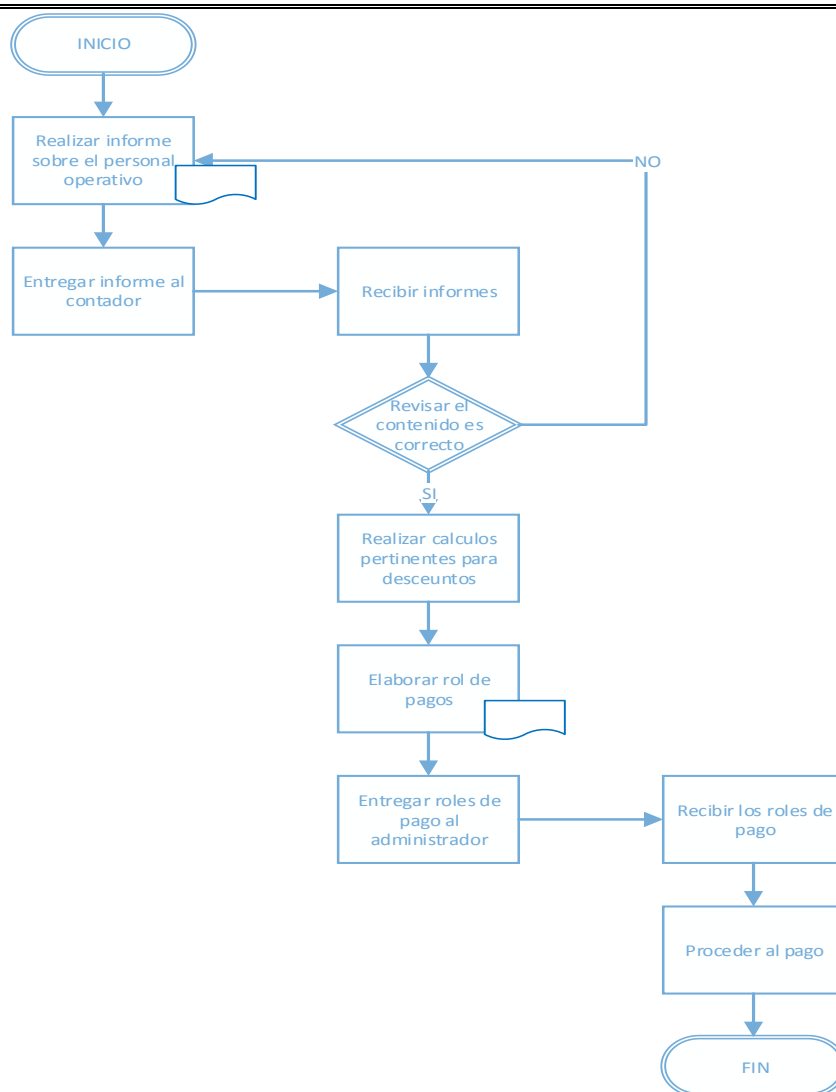 INICIO
Realizar informe
sobre el personal
operativo
NO
Entregar informe al
contador
Recibir informes
Revisar el
contenido es
correcto
SI
Realizar calculos
pertinentes para
desceuntos
Elaborar rol de
pagos
Entregar roles de
pago al
administrador
Recibir los roles de
pago
Proceder al pago
FIN